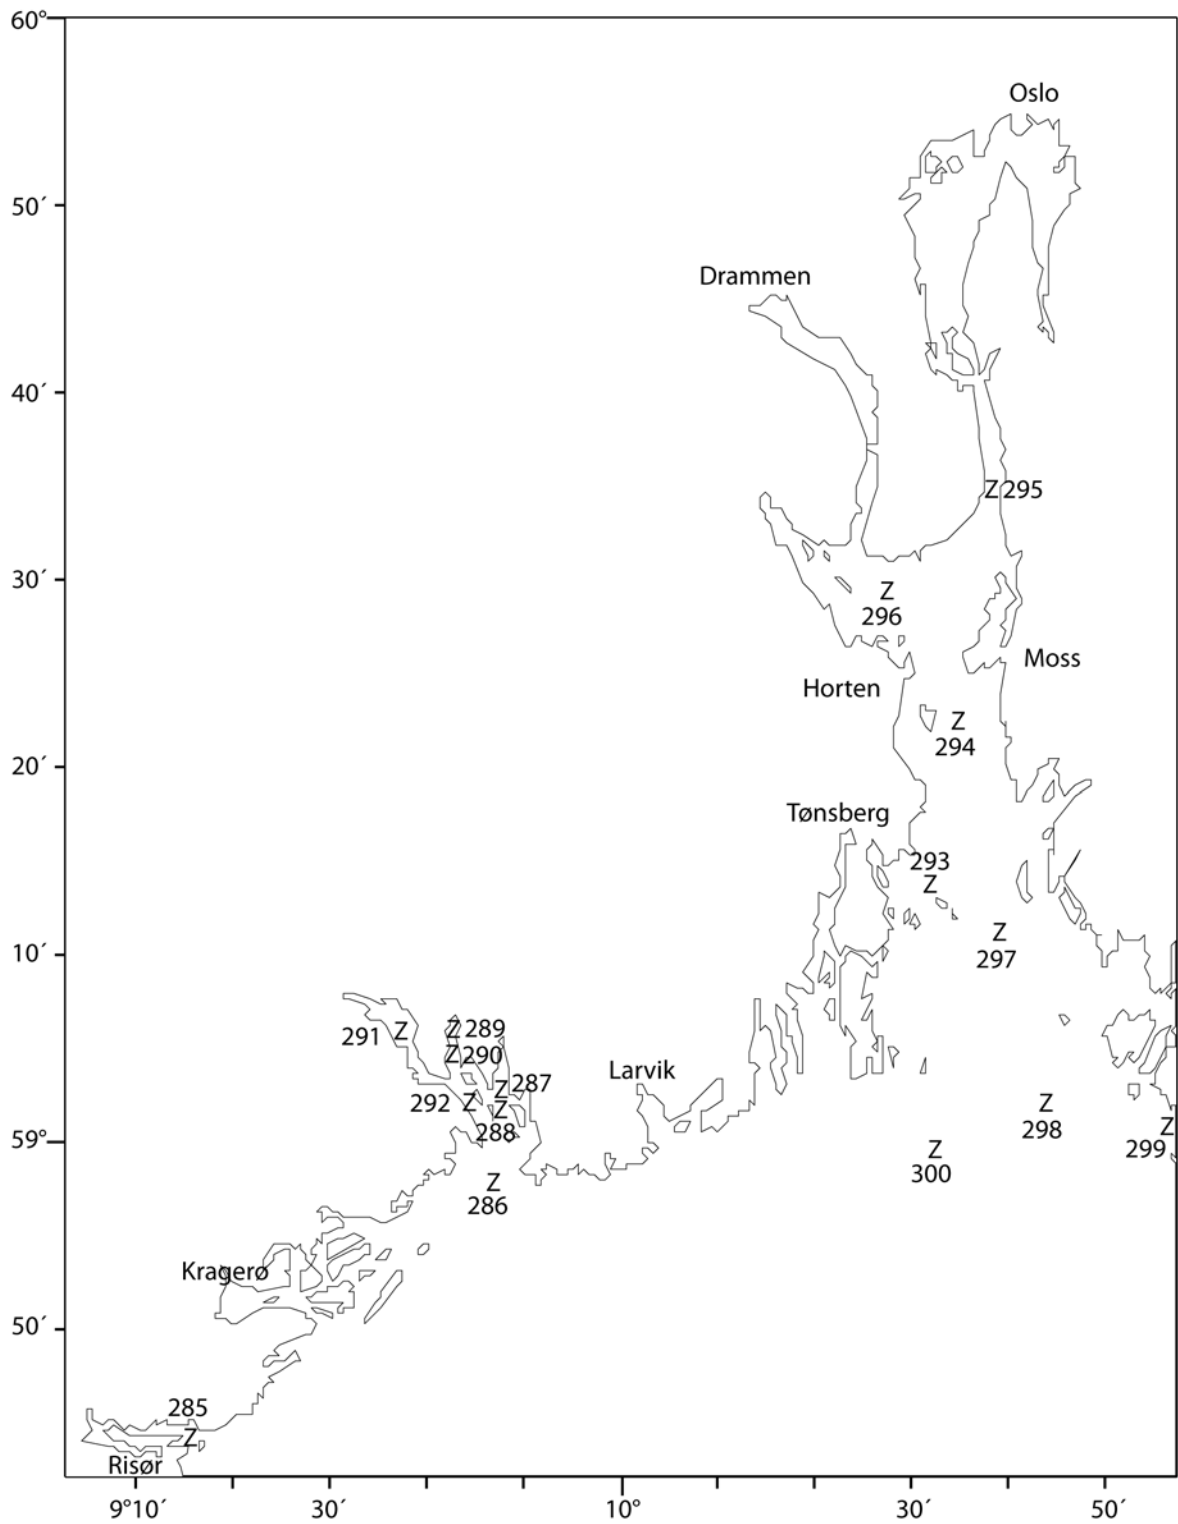 60°
Oslo
50´
Drammen
40´
Z 295
30´
Z
296
Moss
Horten
Z
294
20´
Tønsberg
293
Z
Z
297
10´
291 Z
Z 289
Z 290
Larvik
Z 287
292 Z
Z
288
Z
298
Z
299
59°
Z
300
Z
286
Kragerø
50´
285
Z
Risør
9°10´ 30´ 10° 30´ 50´